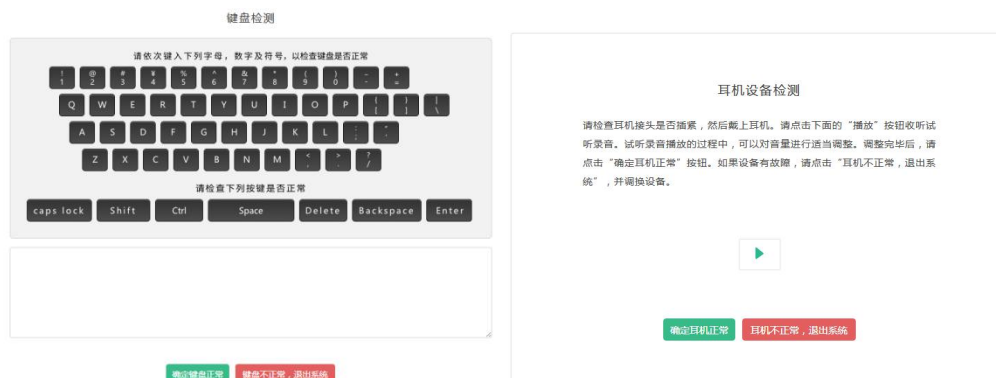 键盘检测
请依次键入下列字母，数字及符号，以检查键盘是否正常
! @ # ¥ % ^ & * ( ) - +
1 2 3 4 5 6 7 8 9 0 - =
Q W E R T Y U I O P { } |
[ ] \
A S D F G H J K L : "
; '
Z X C V B N M < > ?
, . /
请检查下列按键是否正常
caps lock Shift Ctrl Space Delete Backspace Enter
确定键盘正常 键盘不正常，退出系统
耳机设备检测
请检查耳机接头是否插紧，然后戴上耳机。请点击下面的“播放”按钮收听试
听录音。试听录音播放的过程中，可以对音量进行适当调整。调整完毕后，请
点击“确定耳机正常”按钮。如果设备有故障，请点击“耳机不正常，退出系
统”，并调换设备。
确定耳机正常 耳机不正常，退出系统